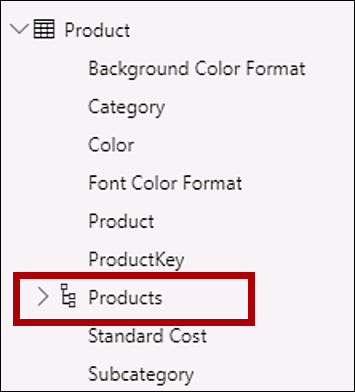 Product
Background Color Format
Category
Color
Font Color Format
Product
ProductKey
Products
Standard Cost
Subcategory